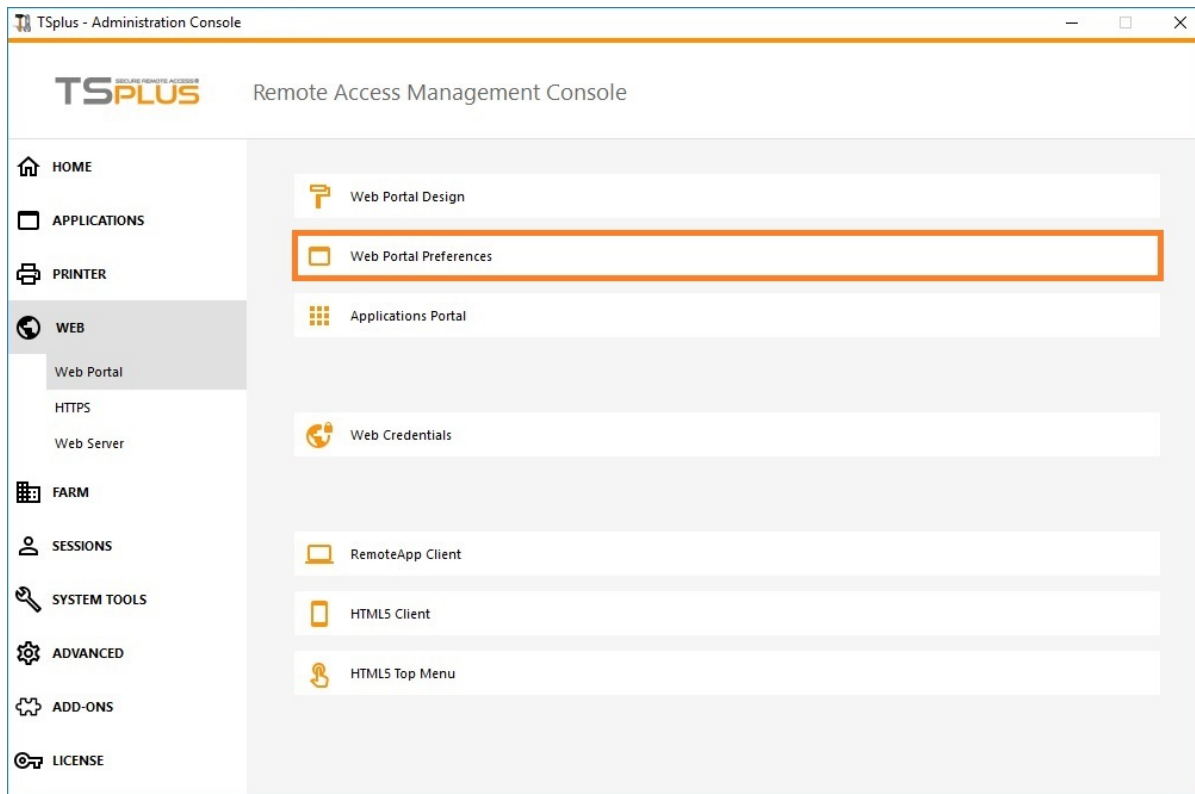 TSplus - Administration Console
TSPLUS SECURE REMOTE ACCESS®
Remote Access Management Console
HOME
APPLICATIONS
PRINTER
WEB
Web Portal
HTTPS
Web Server
FARM
SESSIONS
SYSTEM TOOLS
ADVANCED
ADD-ONS
LICENSE
Web Portal Design
Web Portal Preferences
Applications Portal
Web Credentials
RemoteApp Client
HTML5 Client
HTML5 Top Menu